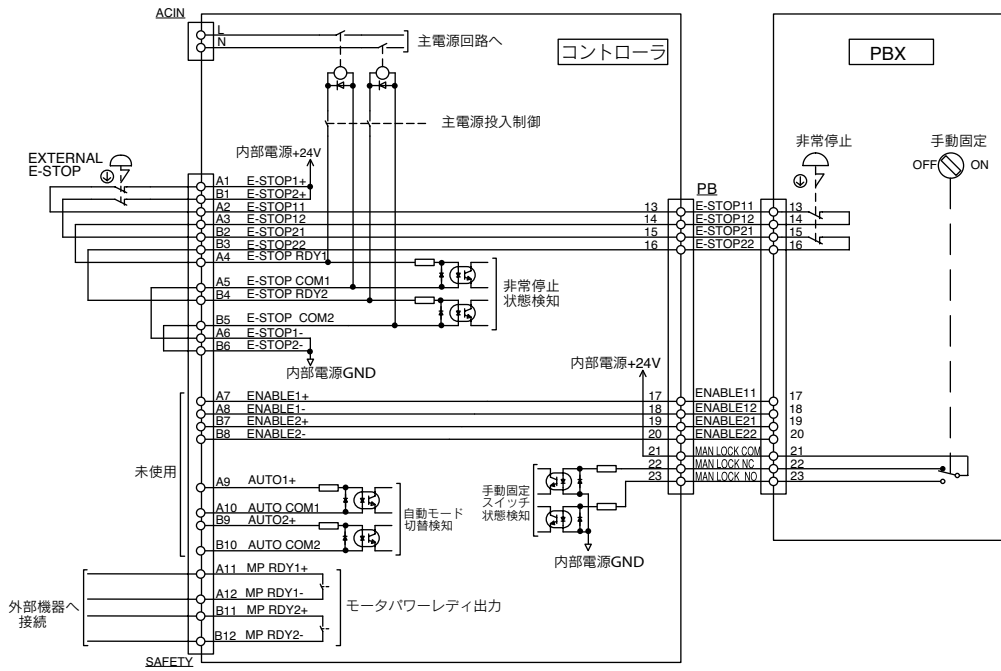 ACIN
L
N
主電源回路へ
コントローラ
PBX
主電源投入制御
EXTERNAL
E-STOP
内部電源+24V
A1 E-STOP1+
B1 E-STOP2+
A2 E-STOP11
A3 E-STOP12
B2 E-STOP21
B3 E-STOP22
A4 E-STOP RDY1
A5 E-STOP COM1
B4 E-STOP RDY2
B5 E-STOP COM2
A6 E-STOP1-
B6 E-STOP2-
内部電源GND
非常停止
状態検知
PB
13 E-STOP11 13
14 E-STOP12 14
15 E-STOP21 15
16 E-STOP22 16
非常停止
手動固定
OFF ON
内部電源+24V
未使用
A7 ENABLE1+
A8 ENABLE1-
B7 ENABLE2+
B8 ENABLE2-
17 ENABLE11 17
18 ENABLE12 18
19 ENABLE21 19
20 ENABLE22 20
21 MAN LOCK COM 21
22 MAN LOCK NC 22
23 MAN LOCK NO 23
A9 AUTO1+
A10 AUTO COM1
B9 AUTO2+
B10 AUTO COM2
自動モード
切替検知
手動固定
スイッチ
状態検知
内部電源GND
外部機器へ
接続
A11 MP RDY1+
A12 MP RDY1-
B11 MP RDY2+
B12 MP RDY2-
モータパワーレディ出力
SAFETY